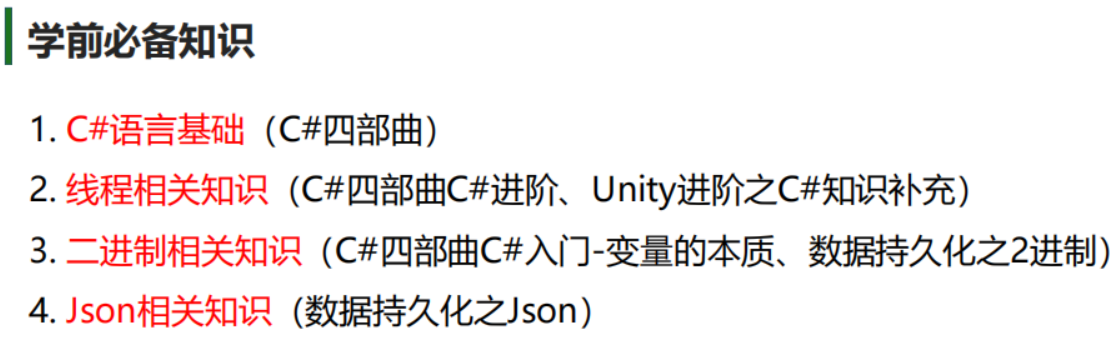 学前必备知识
1. C#语言基础（C#四部曲）
2. 线程相关知识（C#四部曲C#进阶、Unity进阶之C#知识补充）
3. 二进制相关知识（C#四部曲C#入门-变量的本质、数据持久化之2进制）
4. Json相关知识（数据持久化之Json）